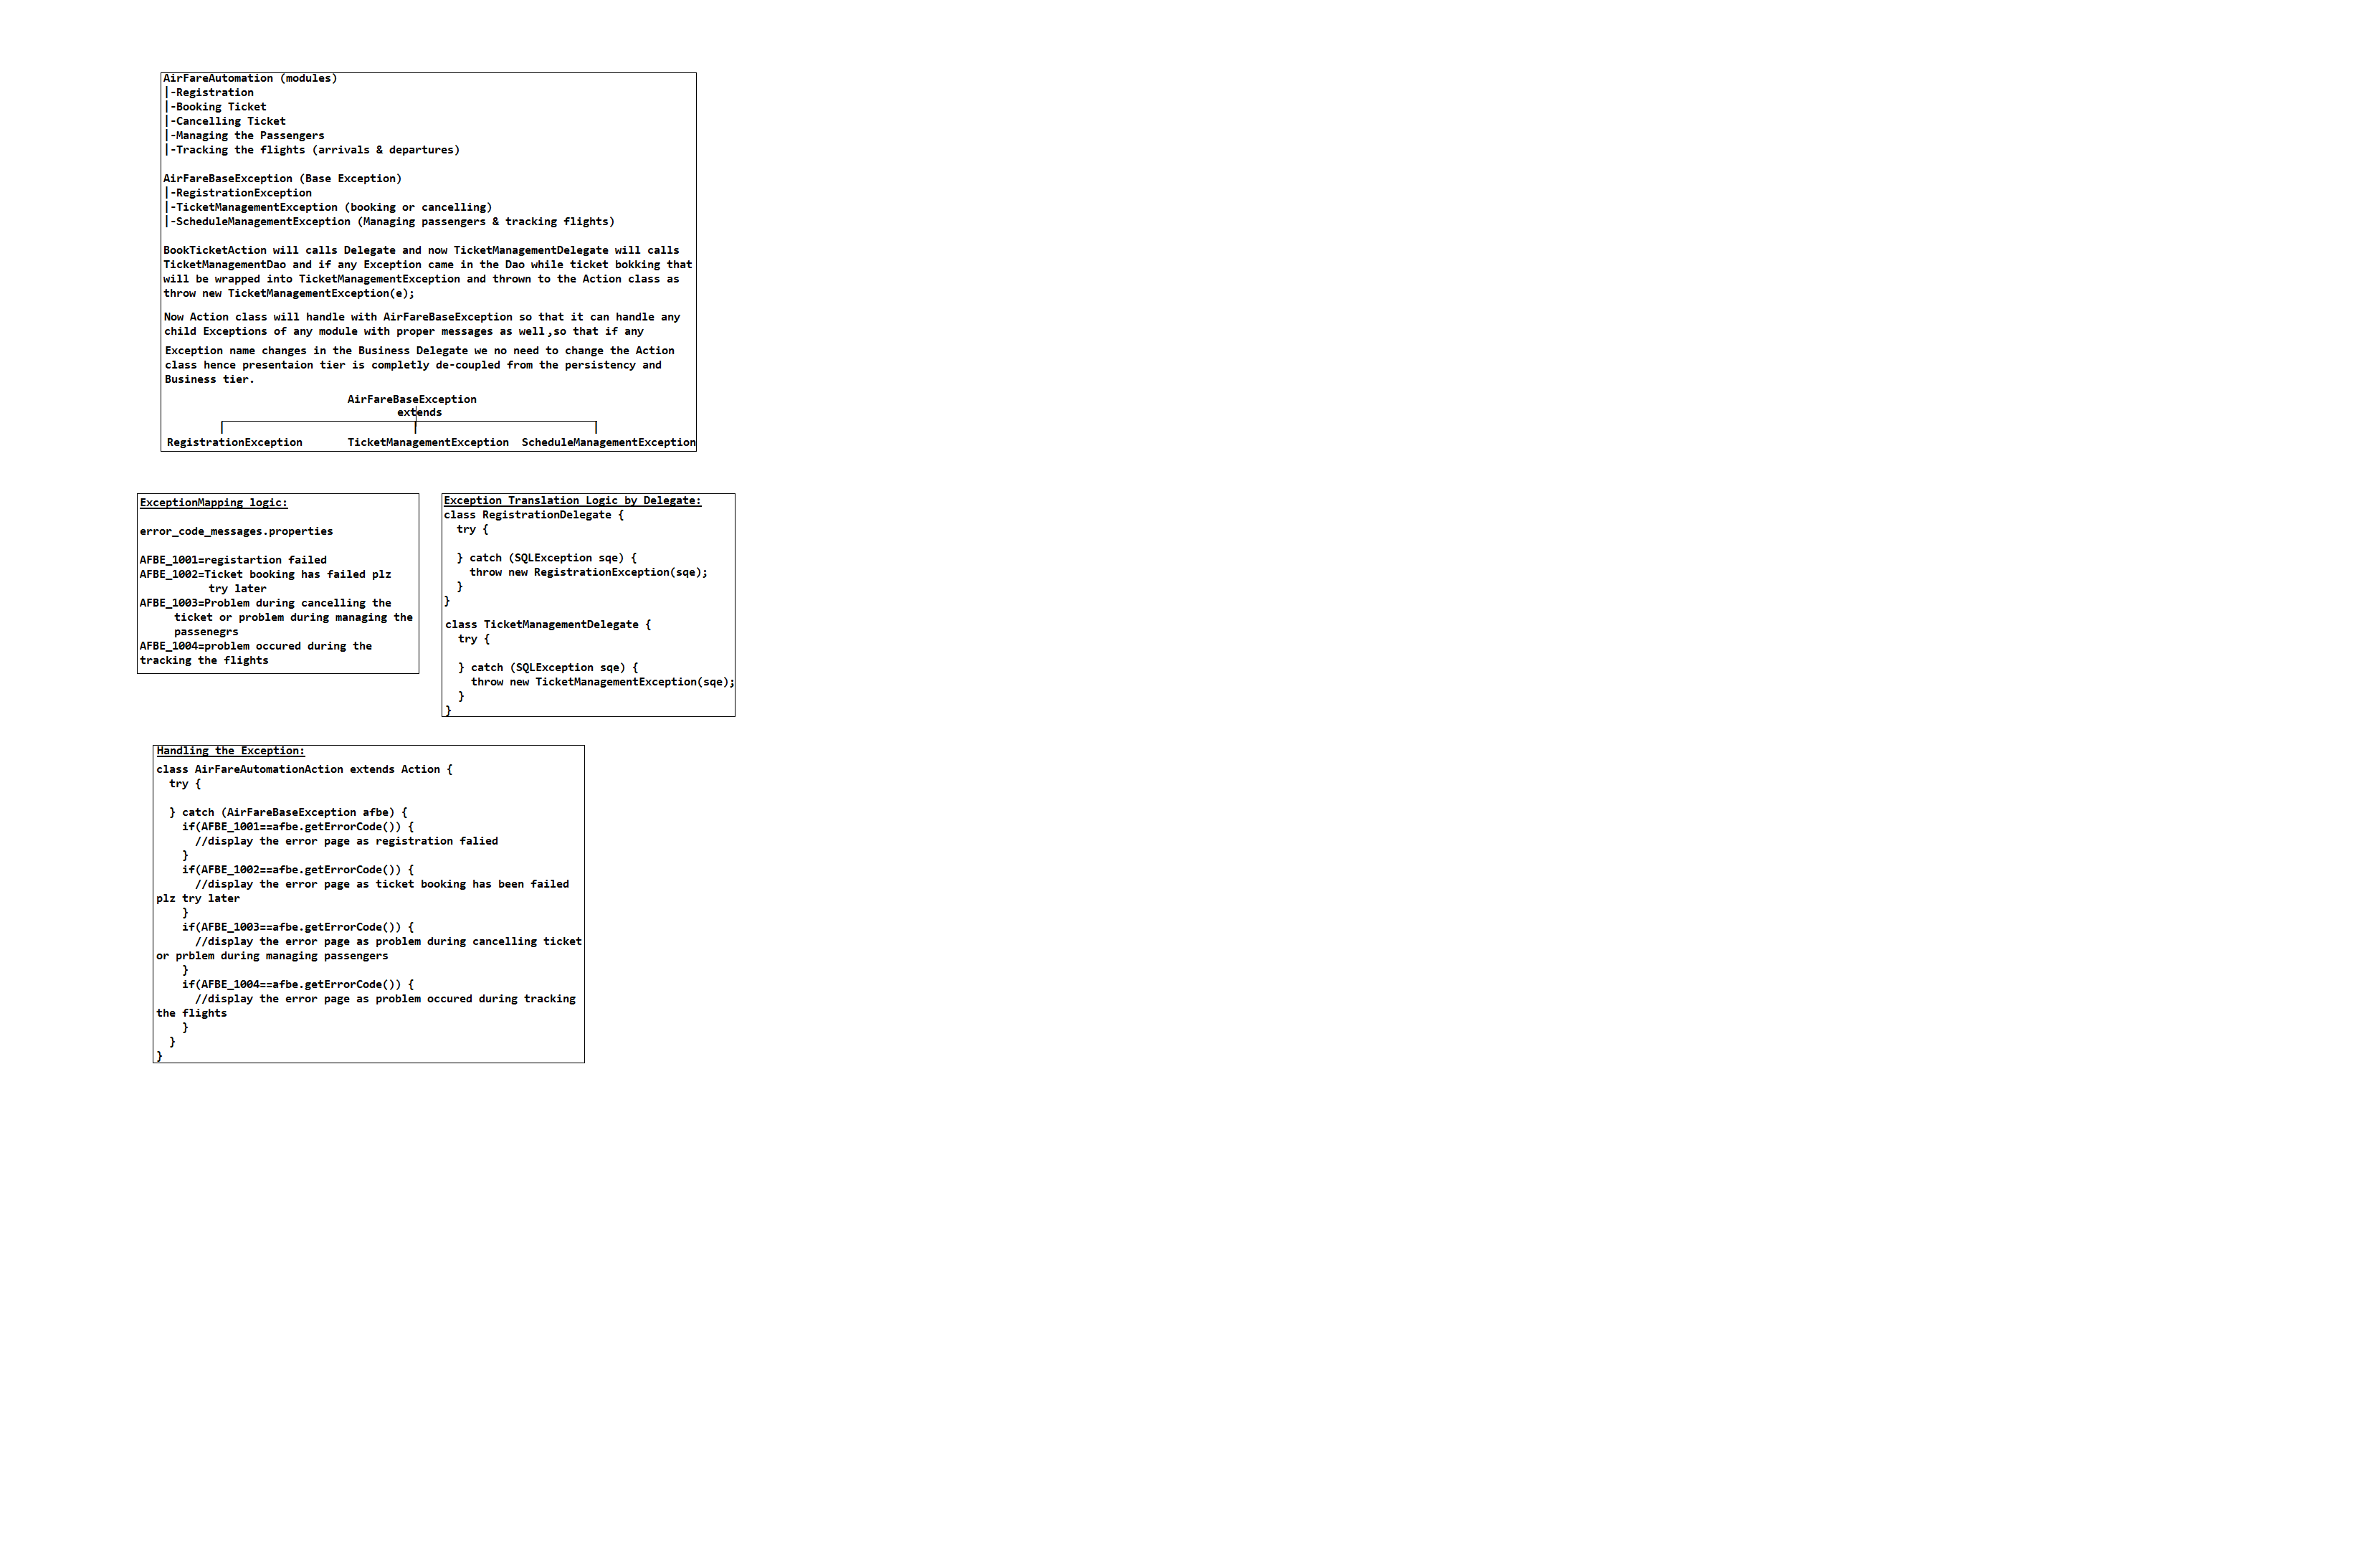 AirFareAutomation (modules)
|-Registration
|-Booking Ticket
|-Cancelling Ticket
|-Managing the Passengers
|-Tracking the flights (arrivals & departures)
AirFareBaseException (Base Exception)
|-RegistrationException
|-TicketManagementException (booking or cancelling)
|-ScheduleManagementException (Managing passengers & tracking flights)
BookTicketAction will calls Delegate and now TicketManagementDelegate will calls
TicketManagementDao and if any Exception came in the Dao while ticket bokking that
will be wrapped into TicketManagementException and thrown to the Action class as
throw new TicketManagementException(e);
Now Action class will handle with AirFareBaseException so that it can handle any
child Exceptions of any module with proper messages as well,so that if any
Exception name changes in the Business Delegate we no need to change the Action
class hence presentaion tier is completly de-coupled from the persistency and
Business tier.
AirFareBaseException
extends
RegistrationException TicketManagementException ScheduleManagementException
ExceptionMapping logic:
error_code_messages.properties
AFBE_1001=registartion failed
AFBE_1002=Ticket booking has failed plz
try later
AFBE_1003=Problem during cancelling the
ticket or problem during managing the
passenegrs
AFBE_1004=problem occured during the
tracking the flights
Exception Translation Logic by Delegate:
class RegistrationDelegate {
try {
} catch (SQLException sqe) {
throw new RegistrationException(sqe);
}
}
class TicketManagementDelegate {
try {
} catch (SQLException sqe) {
throw new TicketManagementException(sqe);
}
}
Handling the Exception:
class AirFareAutomationAction extends Action {
try {
} catch (AirFareBaseException afbe) {
if(AFBE_1001==afbe.getErrorCode()) {
//display the error page as registration falied
}
if(AFBE_1002==afbe.getErrorCode()) {
//display the error page as ticket booking has been failed
plz try later
}
if(AFBE_1003==afbe.getErrorCode()) {
//display the error page as problem during cancelling ticket
or prblem during managing passengers
}
if(AFBE_1004==afbe.getErrorCode()) {
//display the error page as problem occured during tracking
the flights
}
}
}